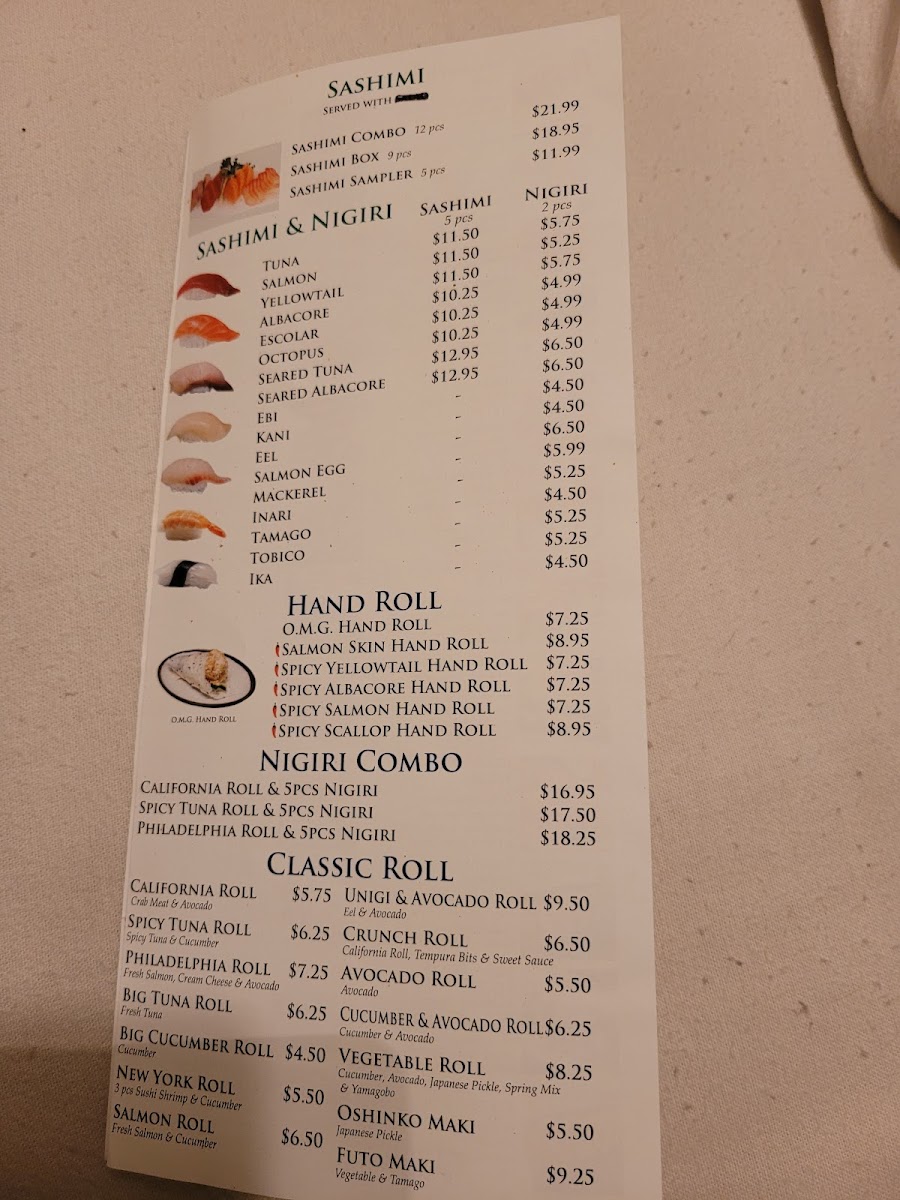 SASHIMI
SERVED WITH
SASHIMI COMBO 12 pcs $21.99
SASHIMI BOX 9 pcs $18.95
SASHIMI SAMPLER 5 pcs $11.99
SASHIMI & NIGIRI SASHIMI NIGIRI
5 pcs 2 pcs
TUNA $11.50 $5.75
SALMON $11.50 $5.25
YELLOWTAIL $11.50 $5.75
ALBACORE $10.25 $4.99
ESCOLAR $10.25 $4.99
OCTOPUS $10.25 $4.99
SEARED TUNA $12.95 $6.50
SEARED ALBACORE $12.95 $6.50
EBI - $4.50
KANI - $4.50
EEL - $6.50
SALMON EGG - $5.99
MACKEREL - $5.25
INARI - $4.50
TAMAGO - $5.25
TOBICO - $5.25
IKA - $4.50
HAND ROLL
O.M.G. HAND ROLL $7.25
SALMON SKIN HAND ROLL $8.95
SPICY YELLOWTAIL HAND ROLL $7.25
SPICY ALBACORE HAND ROLL $7.25
SPICY SALMON HAND ROLL $7.25
SPICY SCALLOP HAND ROLL $8.95
O.M.G. HAND ROLL
NIGIRI COMBO
CALIFORNIA ROLL & 5PCS NIGIRI $16.95
SPICY TUNA ROLL & 5PCS NIGIRI $17.50
PHILADELPHIA ROLL & 5PCS NIGIRI $18.25
CLASSIC ROLL
CALIFORNIA ROLL $5.75
Crab Meat & Avocado
SPICY TUNA ROLL $6.25
Spicy Tuna & Cucumber
PHILADELPHIA ROLL $7.25
Fresh Salmon, Cream Cheese & Avocado
BIG TUNA ROLL $6.25
Fresh Tuna
BIG CUCUMBER ROLL $4.50
Cucumber
NEW YORK ROLL $5.50
3 pcs Sushi Shrimp & Cucumber
SALMON ROLL $6.50
Fresh Salmon & Cucumber
UNIGI & AVOCADO ROLL $9.50
Eel & Avocado
CRUNCH ROLL $6.50
California Roll, Tempura Bits & Sweet Sauce
AVOCADO ROLL $5.50
Avocado
CUCUMBER & AVOCADO ROLL $6.25
Cucumber & Avocado
VEGETABLE ROLL $8.25
Cucumber, Avocado, Japanese Pickle, Spring Mix
& Yamagobo
OSHINKO MAKI $5.50
Japanese Pickle
FUTO MAKI $9.25
Vegetable & Tamago